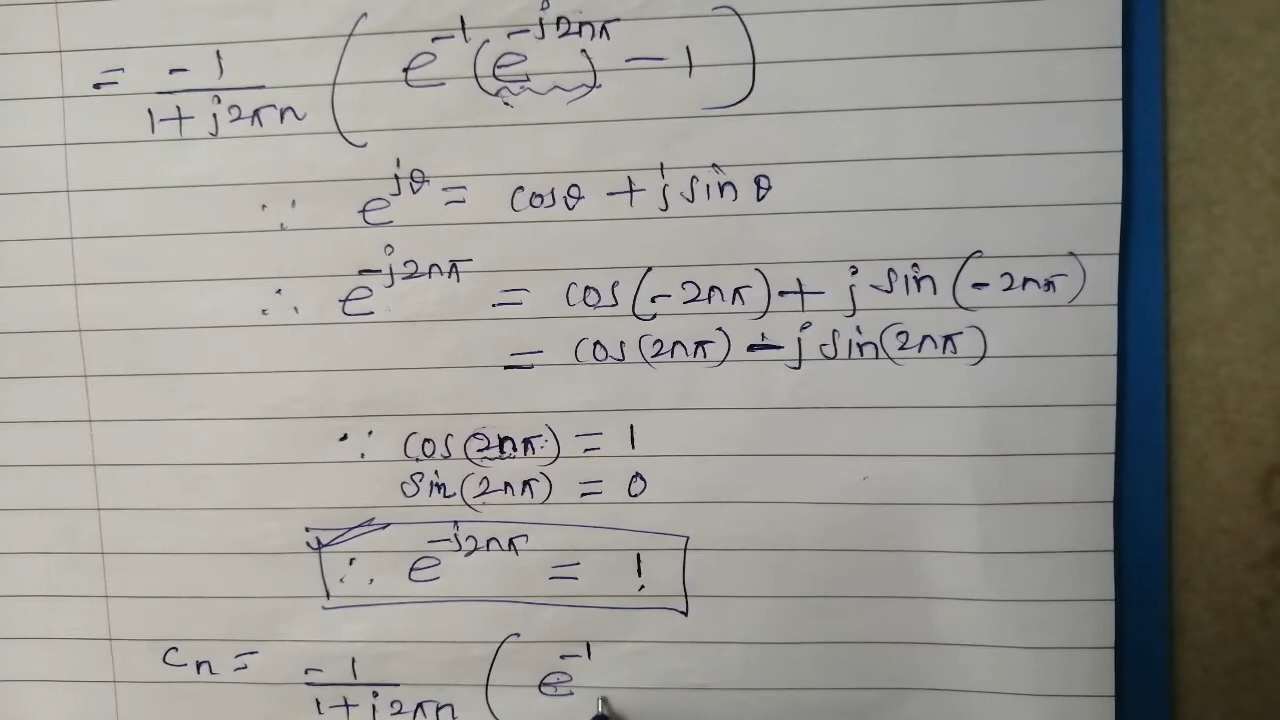 = -1/(1+j2πn) ( e^-1 (e^-j2nπ) - 1 )
∵ e^jθ = cosθ + j sinθ
∴ e^-j2nπ = cos(-2nπ) + j sin(-2nπ)
= cos(2nπ) - j sin(2nπ)
∵ cos(2nπ) = 1
sin(2nπ) = 0
∴ e^-j2nπ = 1
Cn = -1/(1+j2πn) ( e^-1